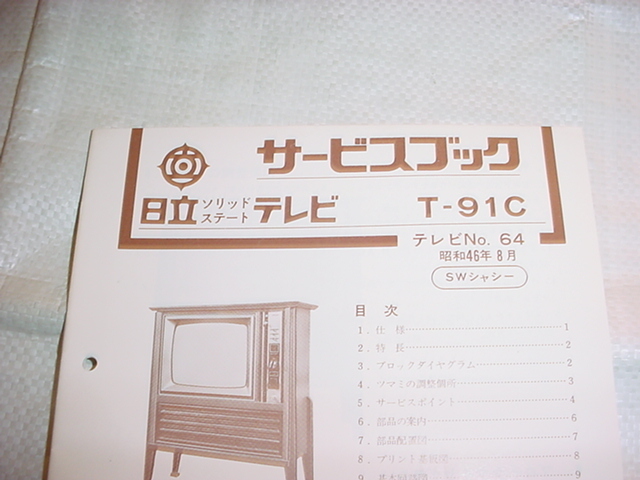 サービスブック
日立 ソリッドステート テレビ T-91C
テレビNo. 64
昭和46年8月
SWシャシー
目次
1. 仕様……1
2. 特長……2
3. ブロックダイヤグラム……2
4. ツマミの調整個所……3
5. サービスポイント……4
6. 部品の案内……6
7. 部品配置図……7
8. プリント基板図……8
9.……9